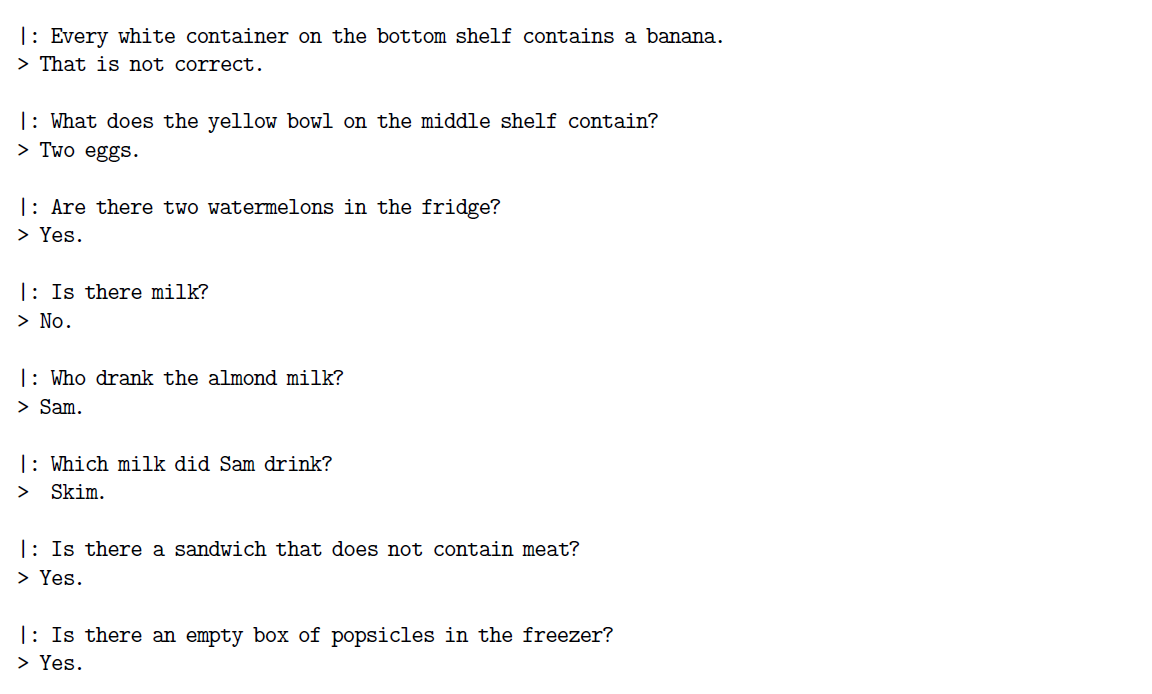 |: Every white container on the bottom shelf contains a banana.
> That is not correct.
|: What does the yellow bowl on the middle shelf contain?
> Two eggs.
|: Are there two watermelons in the fridge?
> Yes.
|: Is there milk?
> No.
|: Who drank the almond milk?
> Sam.
|: Which milk did Sam drink?
> Skim.
|: Is there a sandwich that does not contain meat?
> Yes.
|: Is there an empty box of popsicles in the freezer?
> Yes.